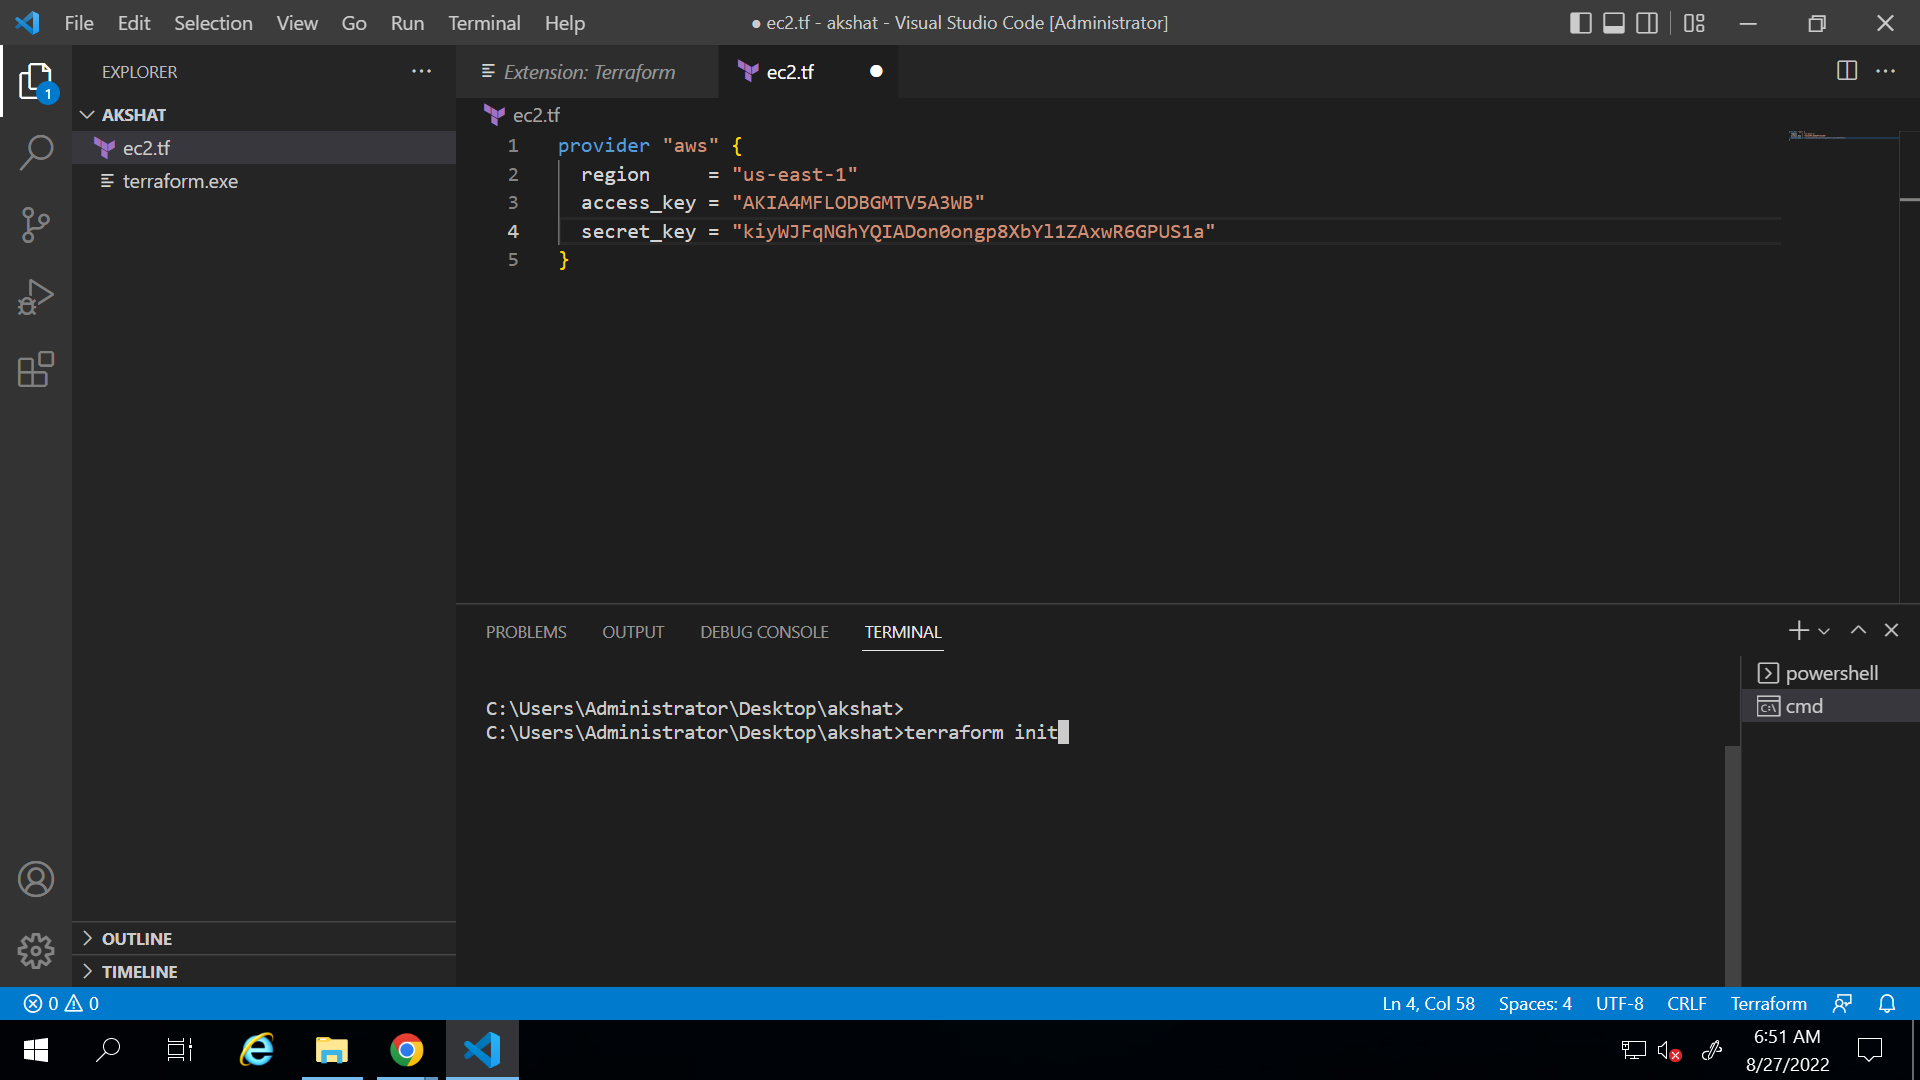 File Edit Selection View Go Run Terminal Help
● ec2.tf - akshat - Visual Studio Code [Administrator]
1
EXPLORER
AKSHAT
ec2.tf
terraform.exe
OUTLINE
TIMELINE
Extension: Terraform
ec2.tf
ec2.tf
1 provider "aws" {
2 region = "us-east-1"
3 access_key = "AKIA4MFLODBGMTV5A3WB"
4 secret_key = "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"
5 }
PROBLEMS OUTPUT DEBUG CONSOLE TERMINAL
C:\Users\Administrator\Desktop\akshat>
C:\Users\Administrator\Desktop\akshat>terraform init
powershell
cmd
0 0
Ln 4, Col 58 Spaces: 4 UTF-8 CRLF Terraform
6:51 AM
8/27/2022